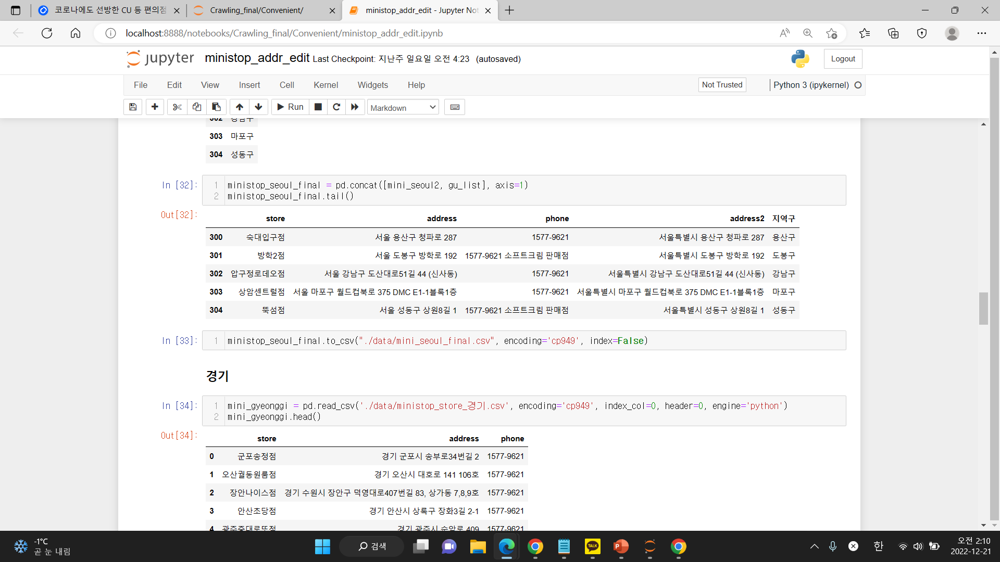 코로나에도 선방한 CU 등 편의점
Crawling_final/Convenient/
ministop_addr_edit - Jupyter Not
localhost:8888/notebooks/Crawling_final/Convenient/ministop_addr_edit.ipynb
jupyter ministop_addr_edit Last Checkpoint: 지난주 일요일 오전 4:23 (autosaved)
Logout
File Edit View Insert Cell Kernel Widgets Help
Not Trusted
Python 3 (ipykernel)
Run
Markdown
302 강남구
303 마포구
304 성동구
In [32]:
1 ministop_seoul_final = pd.concat([mini_seoul2, gu_list], axis=1)
2 ministop_seoul_final.tail()
Out[32]:
store address phone address2 지역구
300 숙대입구점 서울 용산구 청파로 287 1577-9621 서울특별시 용산구 청파로 287 용산구
301 방학2점 서울 도봉구 방학로 192 1577-9621 소프트크림 판매점 서울특별시 도봉구 방학로 192 도봉구
302 압구정로데오점 서울 강남구 도산대로51길 44 (신사동) 1577-9621 서울특별시 강남구 도산대로51길 44 (신사동) 강남구
303 상암센트럴점 서울 마포구 월드컵북로 375 DMC E1-1블록1층 1577-9621 서울특별시 마포구 월드컵북로 375 DMC E1-1블록1층 마포구
304 뚝섬점 서울 성동구 상원8길 1 1577-9621 소프트크림 판매점 서울특별시 성동구 상원8길 1 성동구
In [33]:
1 ministop_seoul_final.to_csv("./data/mini_seoul_final.csv", encoding='cp949', index=False)
경기
In [34]:
1 mini_gyeonggi = pd.read_csv('./data/ministop_store_경기.csv', encoding='cp949', index_col=0, header=0, engine='python')
2 mini_gyeonggi.head()
Out[34]:
store address phone
0 군포송정점 경기 군포시 송부로34번길 2 1577-9621
1 오산궐동원룸점 경기 오산시 대호로 141 106호 1577-9621
2 장안나이스점 경기 수원시 장안구 덕영대로407번길 83, 상가동 7,8,9호 1577-9621
3 안산초당점 경기 안산시 상록구 장화3길 2-1 1577-9621
4 광주중대로또점 경기 광주시 순암로 409 1577-9621
-1°C
곧 눈 내림
검색
TALK
한
오전 2:10
2022-12-21